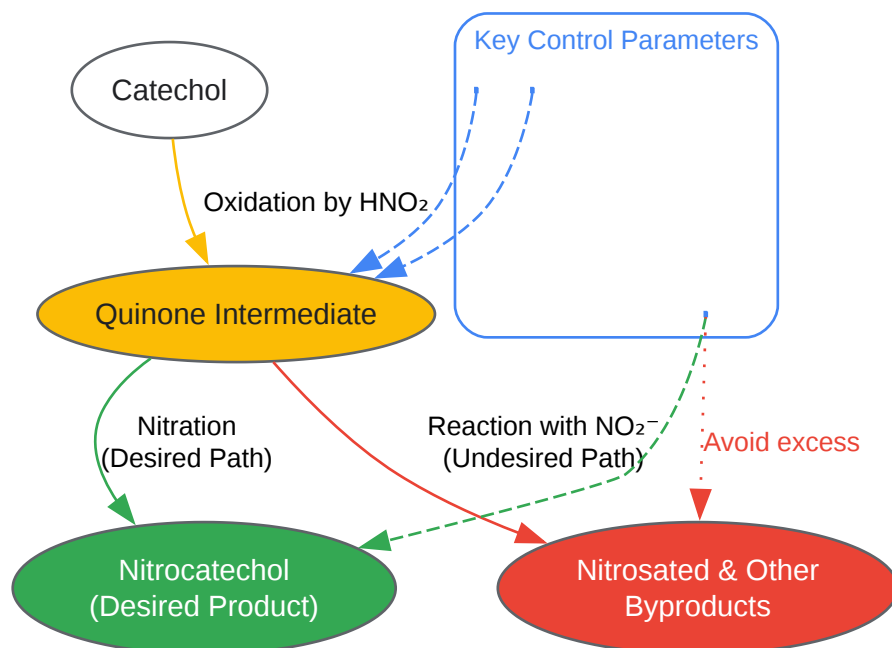 Key Control Parameters
Catechol
Oxidation by HNO₂
Quinone Intermediate
Nitration
(Desired Path)
Reaction with NO₂⁻
(Undesired Path)
Avoid excess
Nitrocatechol
(Desired Product)
Nitrosated & Other
Byproducts